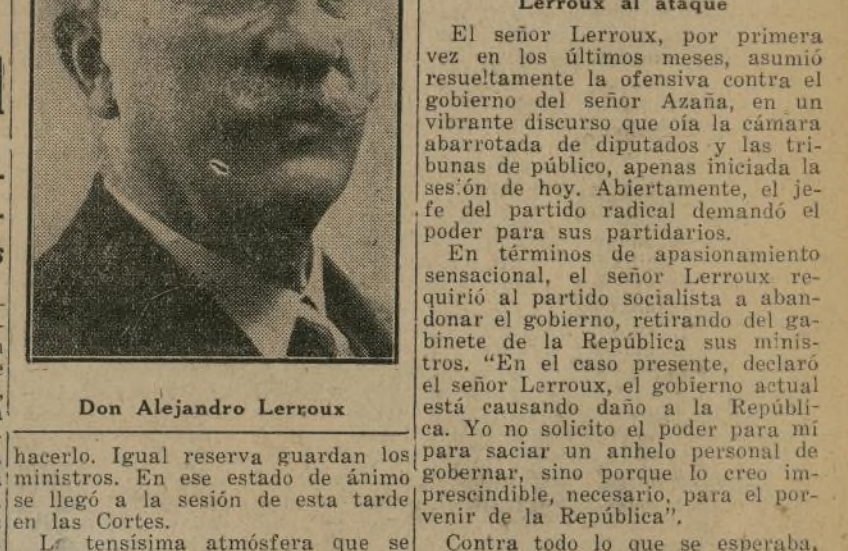 Don Alejandro Lerroux
hacerlo. Igual reserva guardan los
ministros. En ese estado de ánimo
se llegó a la sesión de esta tarde
en las Cortes.
La tensísima atmósfera que se
Lerroux al ataque
El señor Lerroux, por primera
vez en los últimos meses, asumió
resueltamente la ofensiva contra el
gobierno del señor Azaña, en un
vibrante discurso que oía la cámara
abarrotada de diputados y las tri-
bunas de público, apenas iniciada la
sesión de hoy. Abiertamente, el je-
fe del partido radical demandó el
poder para sus partidarios.
En términos de apasionamiento
sensacional, el señor Lerroux re-
quirió al partido socialista a aban-
donar el gobierno, retirando del ga-
binete de la República sus minis-
tros. “En el caso presente, declaró
el señor Lerroux, el gobierno actual
está causando daño a la Repúbli-
ca. Yo no solicito el poder para mí
para saciar un anhelo personal de
gobernar, sino porque lo creo im-
prescindible, necesario, para el por-
venir de la República”.
Contra todo lo que se esperaba,